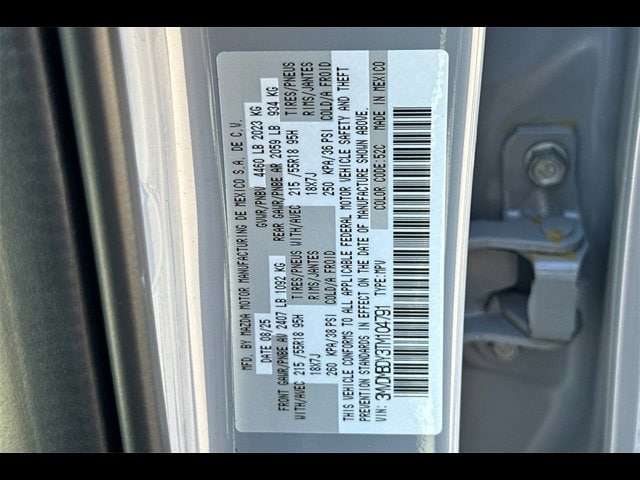 MFD. BY MAZDA MOTOR MANUFACTURING DE MEXICO S.A. DE C.V.
DATE 08/25 GVWR/PNBV 4460 LB 2023 KG
FRONT GAWR/PNBE AV 2407 LB 1092 KG REAR GAWR/PNBE AR 2059 LB 934 KG
WITH/AVEC TIRES/PNEUS WITH/AVEC TIRES/PNEUS
215 /55R18 95H RIMS/JANTES 215 /55R18 95H RIMS/JANTES
18X7J COLD/A FROID 18X7J COLD/A FROID
260 KPA/38 PSI 250 KPA/36 PSI
THIS VEHICLE CONFORMS TO ALL APPLICABLE FEDERAL MOTOR VEHICLE SAFETY AND THEFT
PREVENTION STANDARDS IN EFFECT ON THE DATE OF MANUFACTURE SHOWN ABOVE.
TYPE:MPV COLOR CODE:52C MADE IN MEXICO
VIN: 3MVDMBDY3TM104791